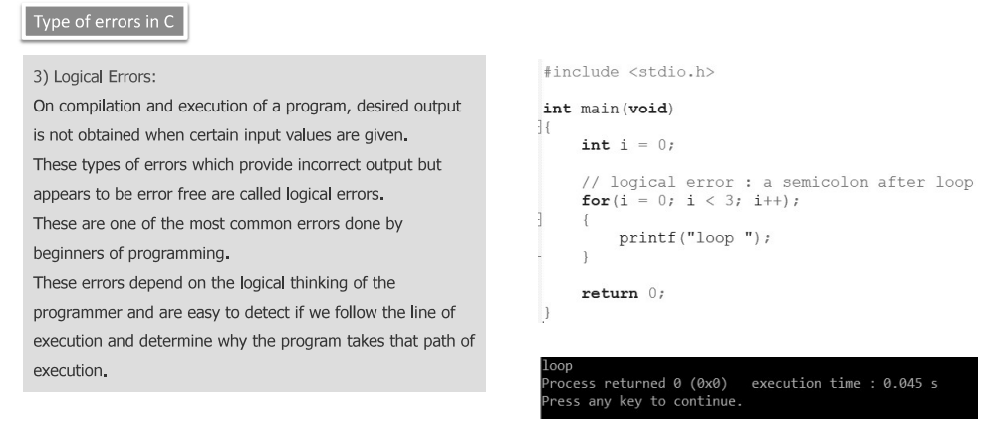 Type of errors in C
3) Logical Errors:
On compilation and execution of a program, desired output
is not obtained when certain input values are given.
These types of errors which provide incorrect output but
appears to be error free are called logical errors.
These are one of the most common errors done by
beginners of programming.
These errors depend on the logical thinking of the
programmer and are easy to detect if we follow the line of
execution and determine why the program takes that path of
execution.
#include <stdio.h>
int main(void)
{
    int i = 0;
    // logical error : a semicolon after loop
    for(i = 0; i < 3; i++);
    {
        printf("loop ");
    }
    return 0;
}
loop
Process returned 0 (0x0)   execution time : 0.045 s
Press any key to continue.